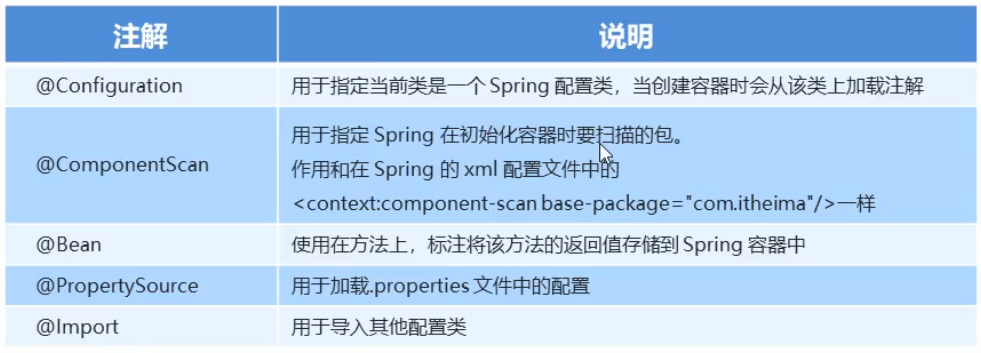 注解 说明
@Configuration 用于指定当前类是一个 Spring 配置类，当创建容器时会从该类上加载注解
@ComponentScan
用于指定 Spring 在初始化容器时要扫描的包。
作用和在 Spring 的 xml 配置文件中的
<context:component-scan base-package="com.itheima"/>一样
@Bean 使用在方法上，标注将该方法的返回值存储到 Spring 容器中
@PropertySource 用于加载.properties 文件中的配置
@Import 用于导入其他配置类